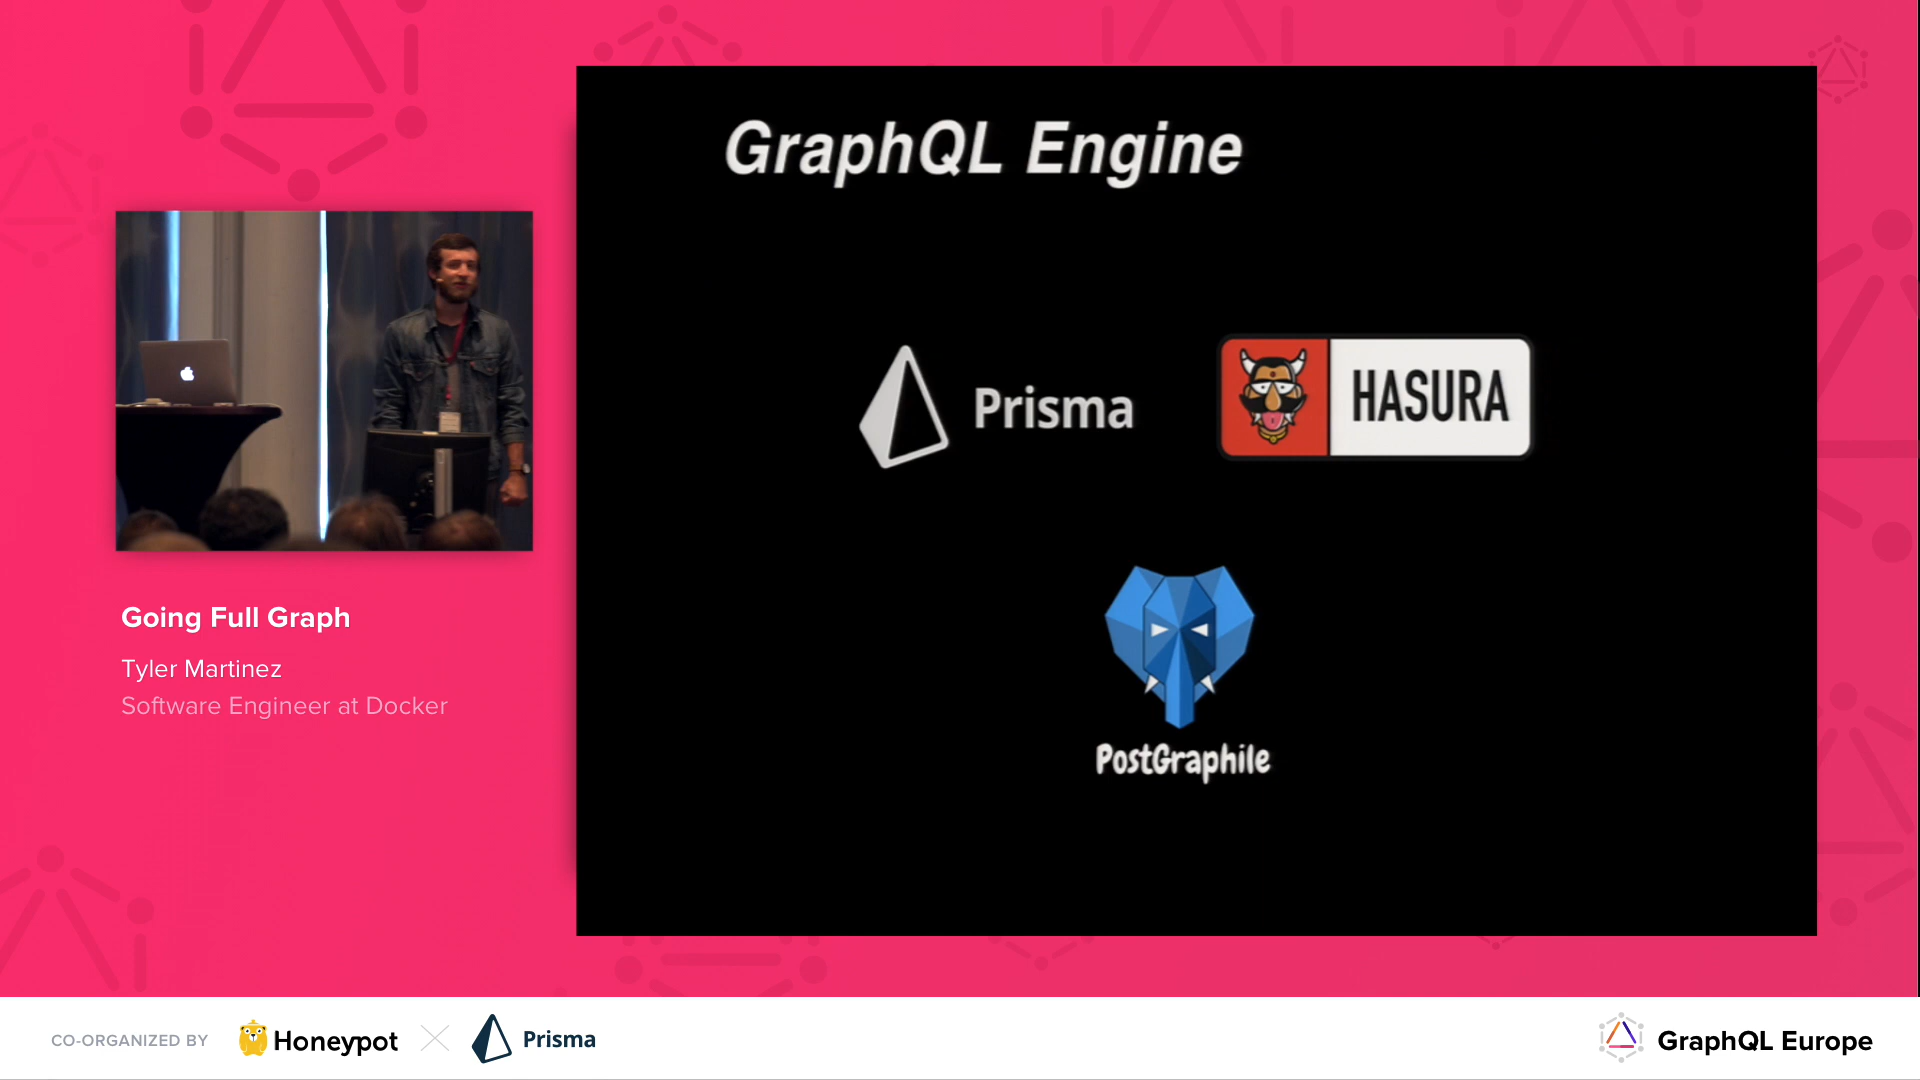 GraphQL Engine
Prisma
HASURA
PostGraphile
Going Full Graph
Tyler Martinez
Software Engineer at Docker
CO-ORGANIZED BY
Honeypot
Prisma
GraphQL Europe